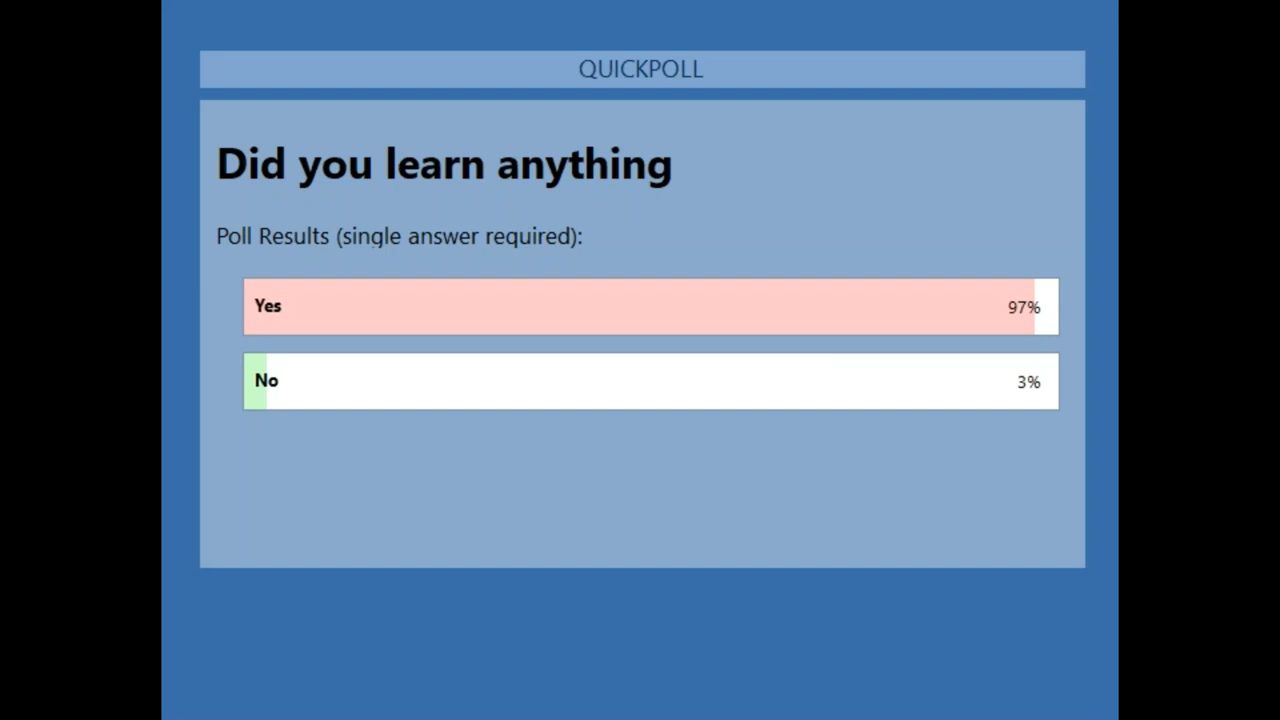 QUICKPOLL
Did you learn anything
Poll Results (single answer required):
Yes 97%
No 3%